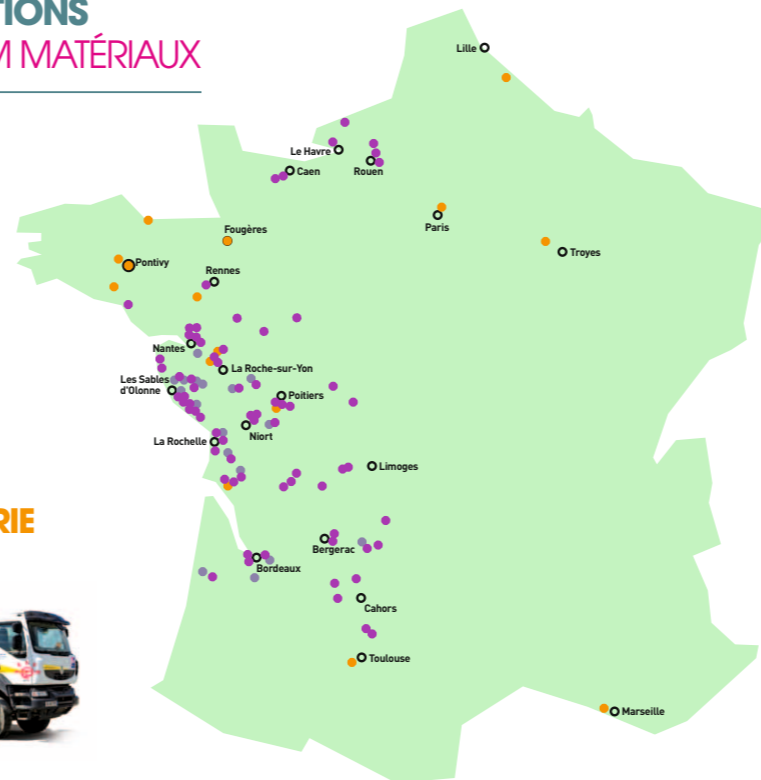 TIONS
M MATÉRIAUX
Lille
Le Havre
Rouen
Caen
Paris
Troyes
Fougères
Pontivy
Rennes
Nantes
La Roche-sur-Yon
Les Sables
d'Olonne
Poitiers
Niort
La Rochelle
Limoges
RIE
Bergerac
Bordeaux
Cahors
Toulouse
Marseille